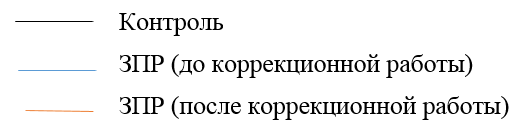 Контроль
ЗПР (до коррекционной работы)
ЗПР (после коррекционной работы)